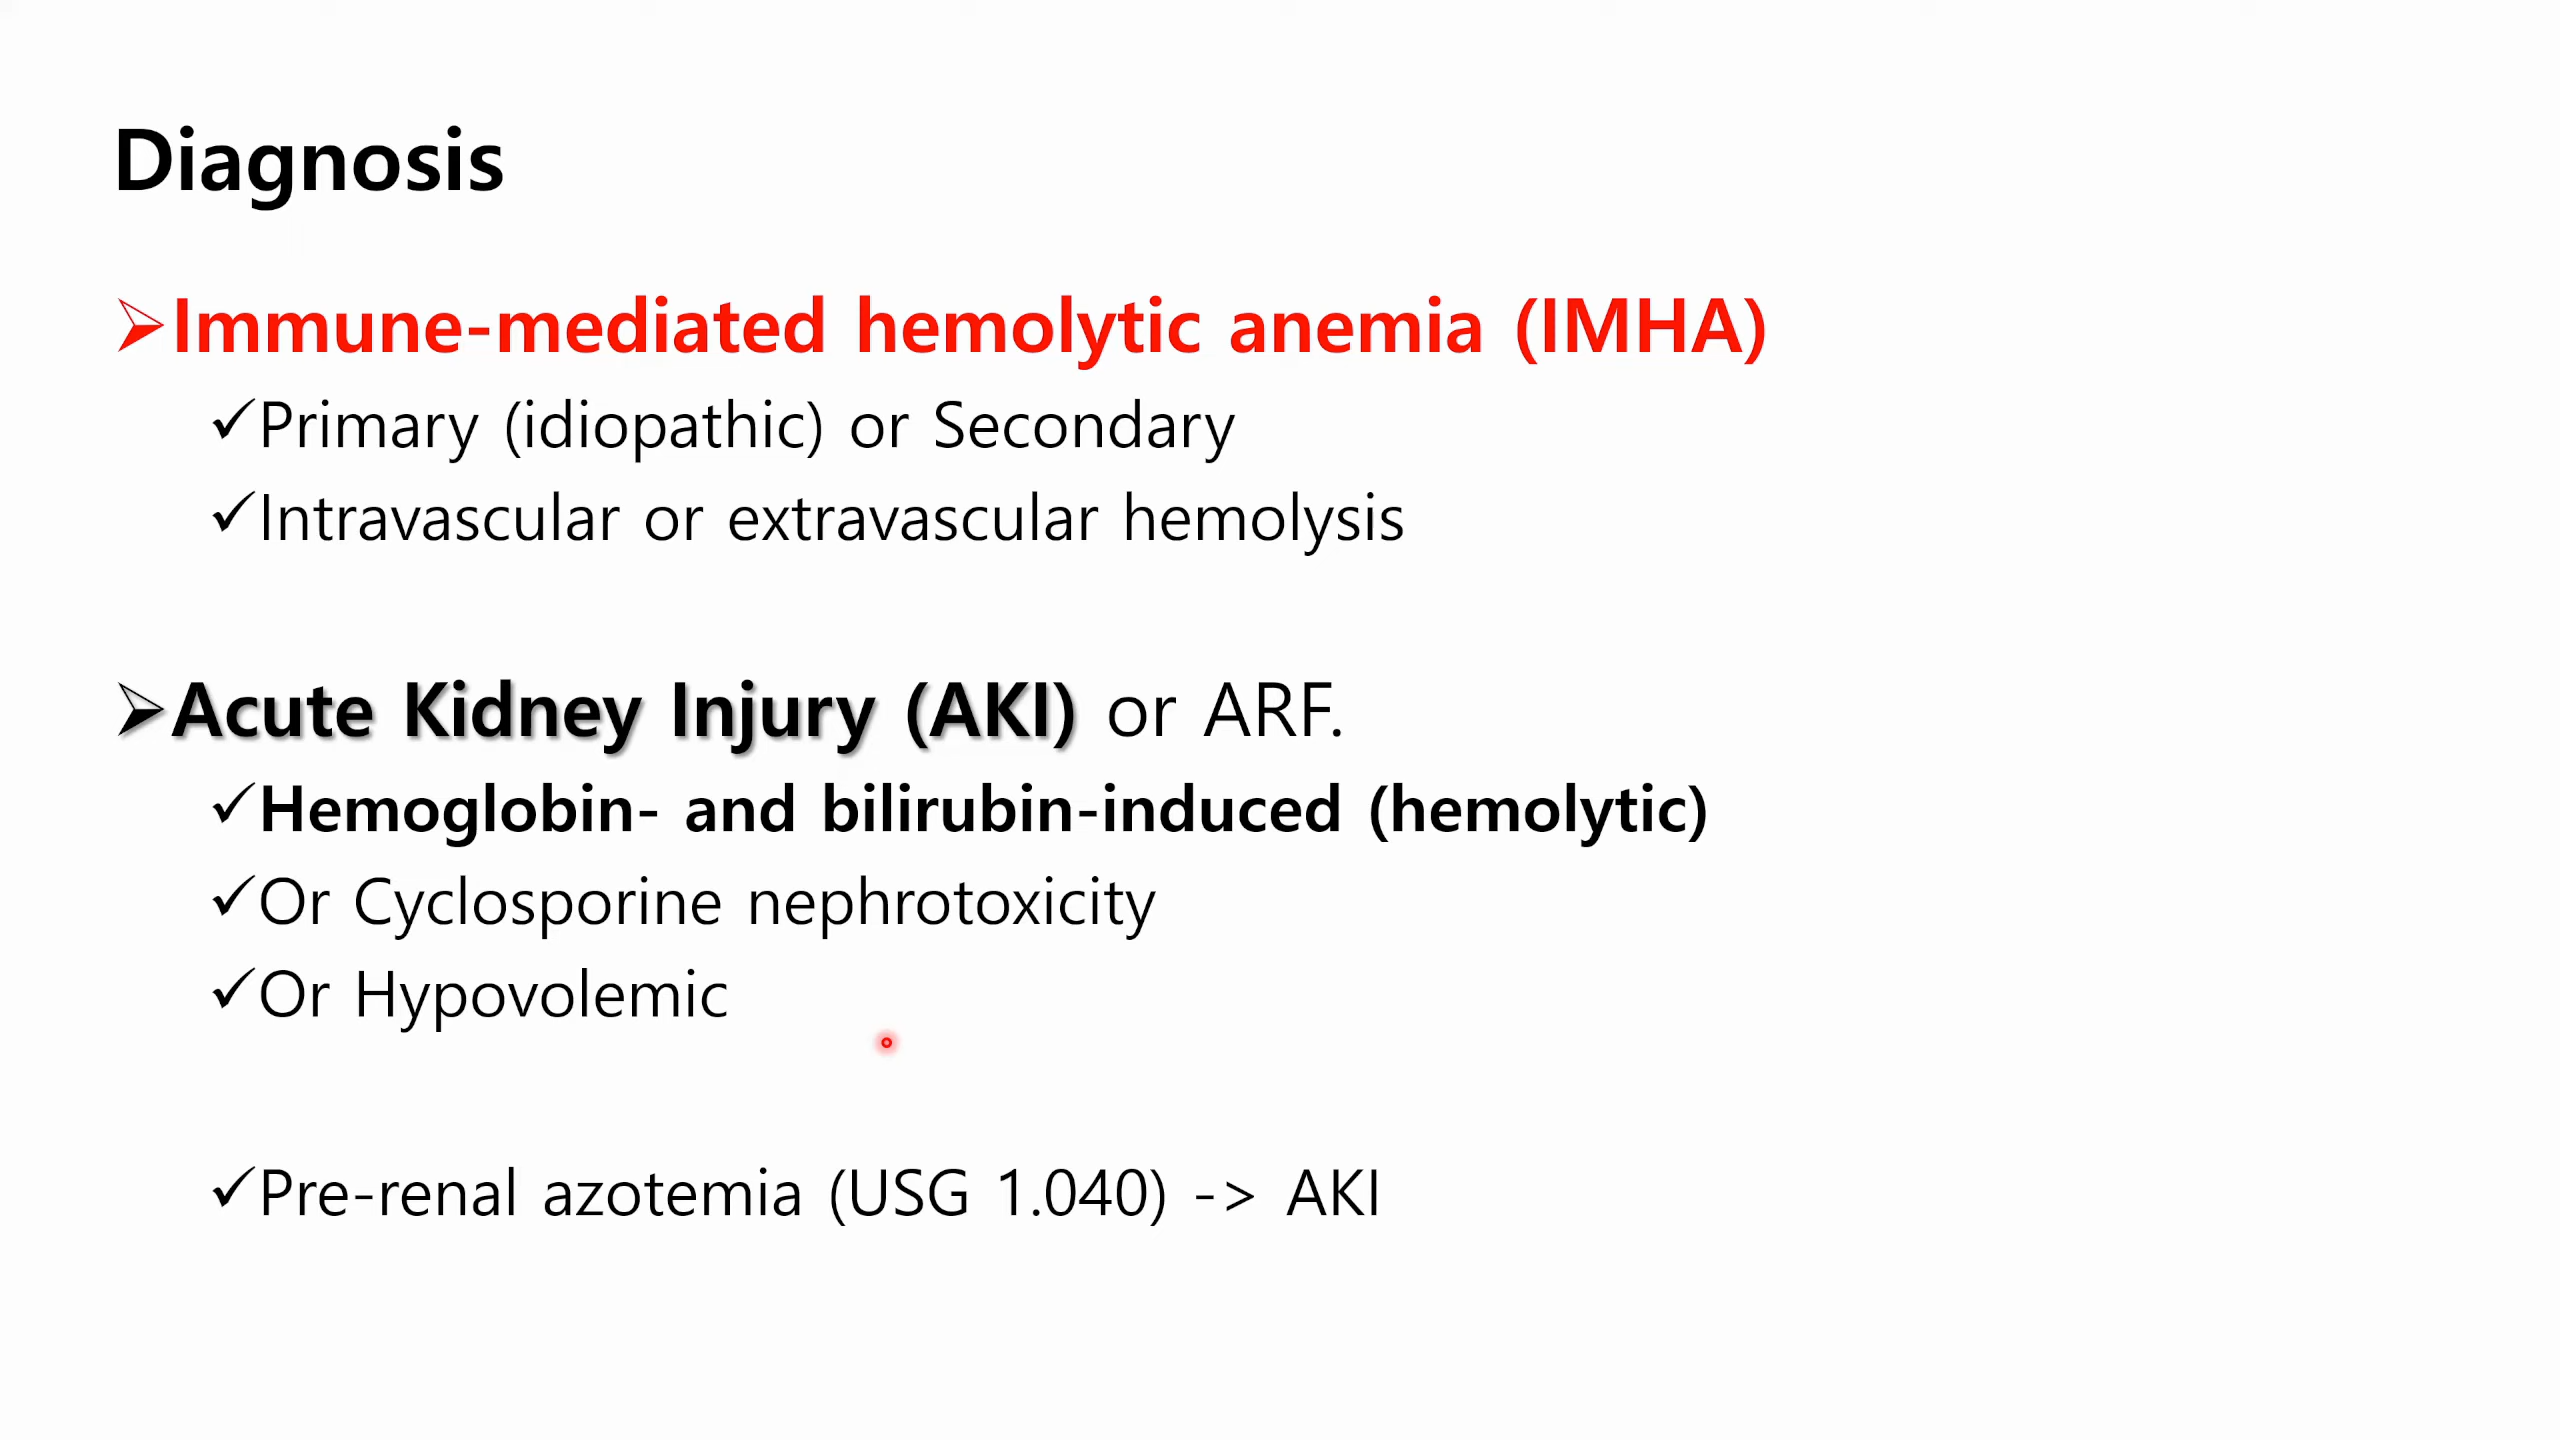 Diagnosis
➢Immune-mediated hemolytic anemia (IMHA)
✓Primary (idiopathic) or Secondary
✓Intravascular or extravascular hemolysis
➢Acute Kidney Injury (AKI) or ARF.
✓Hemoglobin- and bilirubin-induced (hemolytic)
✓Or Cyclosporine nephrotoxicity
✓Or Hypovolemic
✓Pre-renal azotemia (USG 1.040) -> AKI